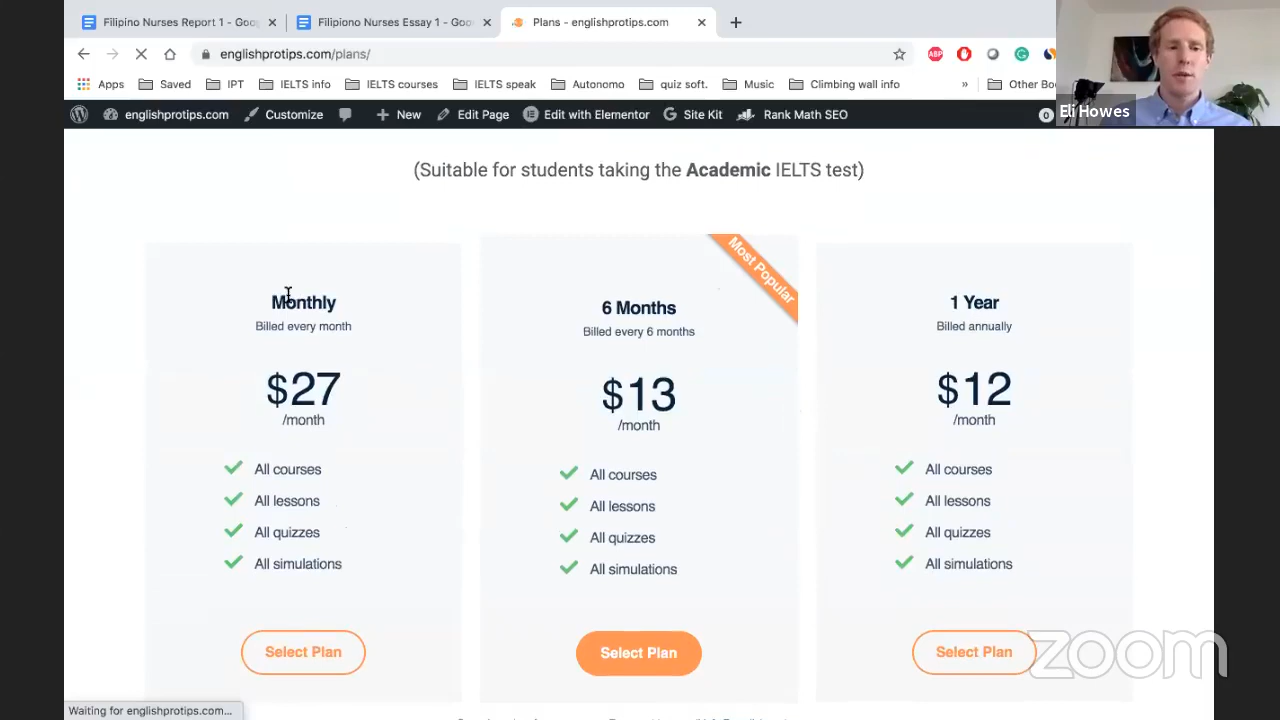 Filipino Nurses Report 1 - Goo
Filipiono Nurses Essay 1 - Goo
Plans - englishprotips.com
englishprotips.com/plans/
ABP
Apps
Saved
IPT
IELTS info
IELTS courses
IELTS speak
Autonomo
quiz soft.
Music
Climbing wall info
»
Other Bo
Eli Howes
englishprotips.com
Customize
New
Edit Page
Edit with Elementor
Site Kit
Rank Math SEO
0
(Suitable for students taking the Academic IELTS test)
Most Popular
Monthly
Billed every month
$27
/month
All courses
All lessons
All quizzes
All simulations
Select Plan
6 Months
Billed every 6 months
$13
/month
All courses
All lessons
All quizzes
All simulations
Select Plan
1 Year
Billed annually
$12
/month
All courses
All lessons
All quizzes
All simulations
Select Plan
zoom
Waiting for englishprotips.com...